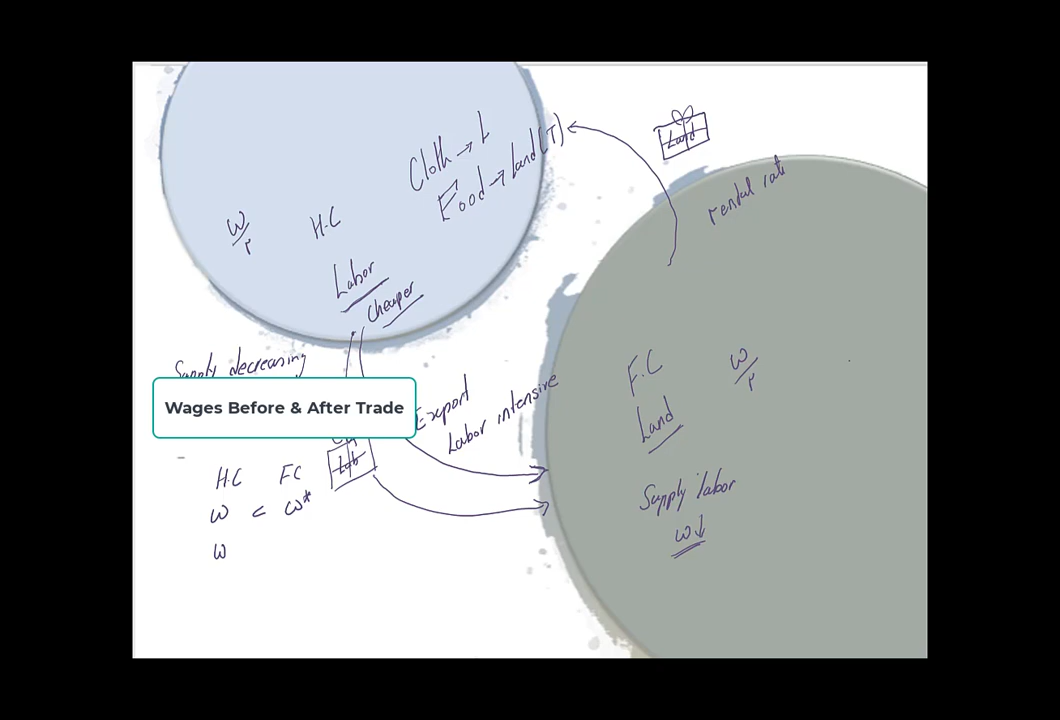 Cloth → L
Food → land (T)
Land
rental rate
W/r
H.C
Labor
cheaper
Supply decreasing
Wages Before & After Trade
Export
Labor intensive
F.C
W/r
Land
Lab
H.C FC
W < W*
W
Supply labor
W↓